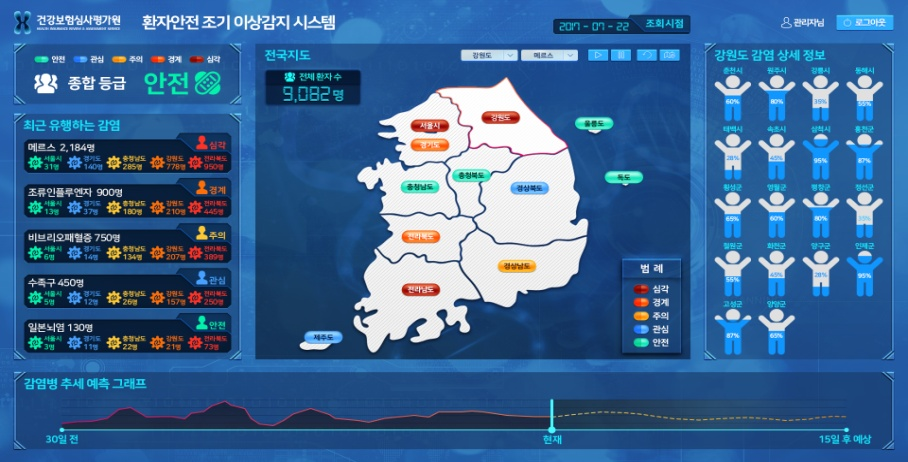 건강보험심사평가원
HEALTH INSURANCE REVIEW & ASSESSMENT SERVICE
환자안전 조기 이상감지 시스템
2017 - 07 - 22 조회시점
관리자님
로그아웃
안전 관심 주의 경계 심각
종합 등급 안전
최근 유행하는 감염
메르스 2,184명 심각
서울시 31명 경기도 140명 충청남도 285명 강원도 778명 전라북도 950명
조류인플루엔자 900명 경계
서울시 13명 경기도 37명 충청남도 180명 강원도 210명 전라북도 445명
비브리오패혈증 750명 주의
서울시 6명 경기도 14명 충청남도 134명 강원도 207명 전라북도 389명
수족구 450명 관심
서울시 5명 경기도 12명 충청남도 26명 강원도 157명 전라북도 250명
일본뇌염 130명 안전
서울시 3명 경기도 11명 충청남도 22명 강원도 21명 전라북도 73명
전국지도
강원도 메르스
전체 환자 수
9,082 명
서울시
강원도
경기도
울릉도
충청북도
충청남도
경상북도
독도
전라북도
경상남도
전라남도
제주도
범 례
심각
경계
주의
관심
안전
강원도 감염 상세 정보
춘천시 원주시 강릉시 동해시
60% 80% 35% 55%
태백시 속초시 삼척시 홍천군
28% 45% 95% 87%
횡성군 영월군 평창군 정선군
65% 60% 80% 25%
철원군 화천군 양구군 인제군
55% 45% 28% 95%
고성군 양양군
87% 65%
감염병 추세 예측 그래프
30일 전 현재 15일 후 예상